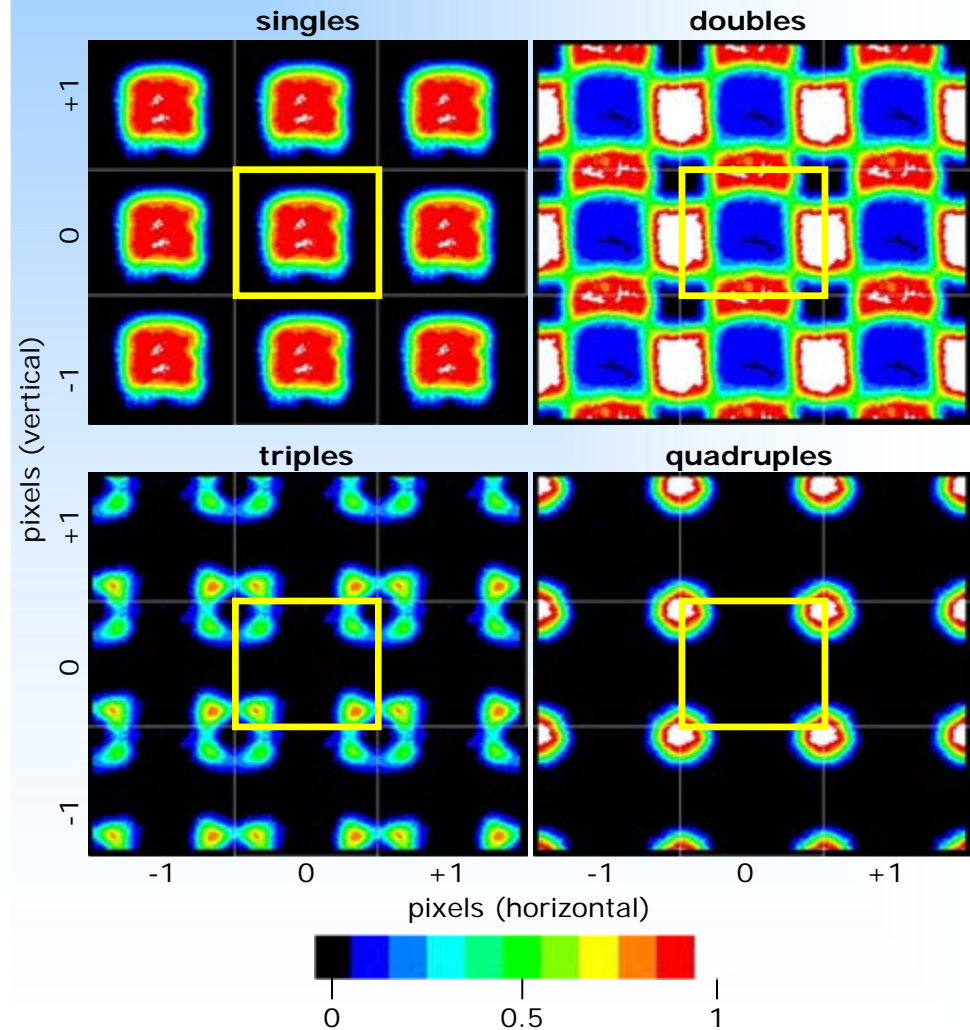 singles
doubles
+1
0
-1
triples
quadruples
pixels (vertical)
+1
0
-1
-1
0
+1
-1
0
+1
pixels (horizontal)
0
0.5
1